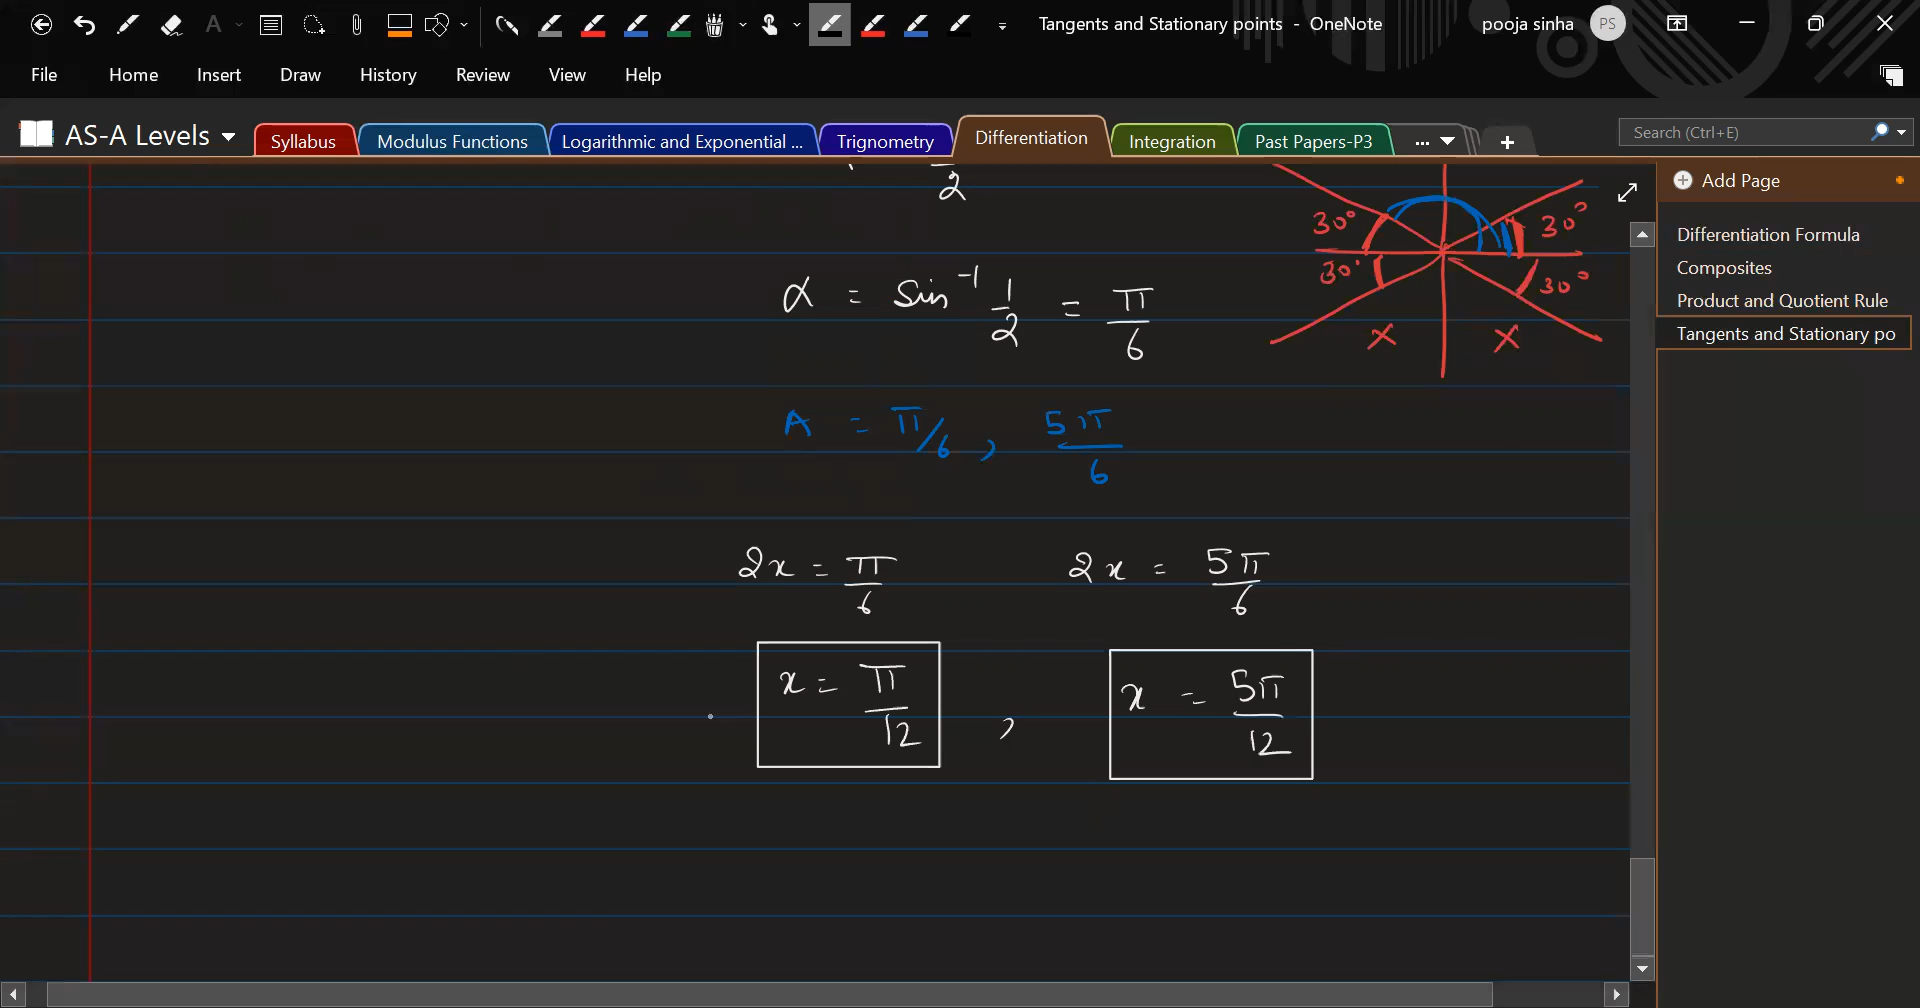 Tangents and Stationary points - OneNote
pooja sinha PS
File Home Insert Draw History Review View Help
AS-A Levels
Syllabus Modulus Functions Logarithmic and Exponential ... Trignometry Differentiation Integration Past Papers-P3 ... +
Search (Ctrl+E)
Add Page
Differentiation Formula
Composites
Product and Quotient Rule
Tangents and Stationary po
2
30° 30°
30° 30°
× ×
α = sin⁻¹ 1/2 = π/6
A = π/6, 5π/6
2x = π/6 2x = 5π/6
x = π/12 , x = 5π/12